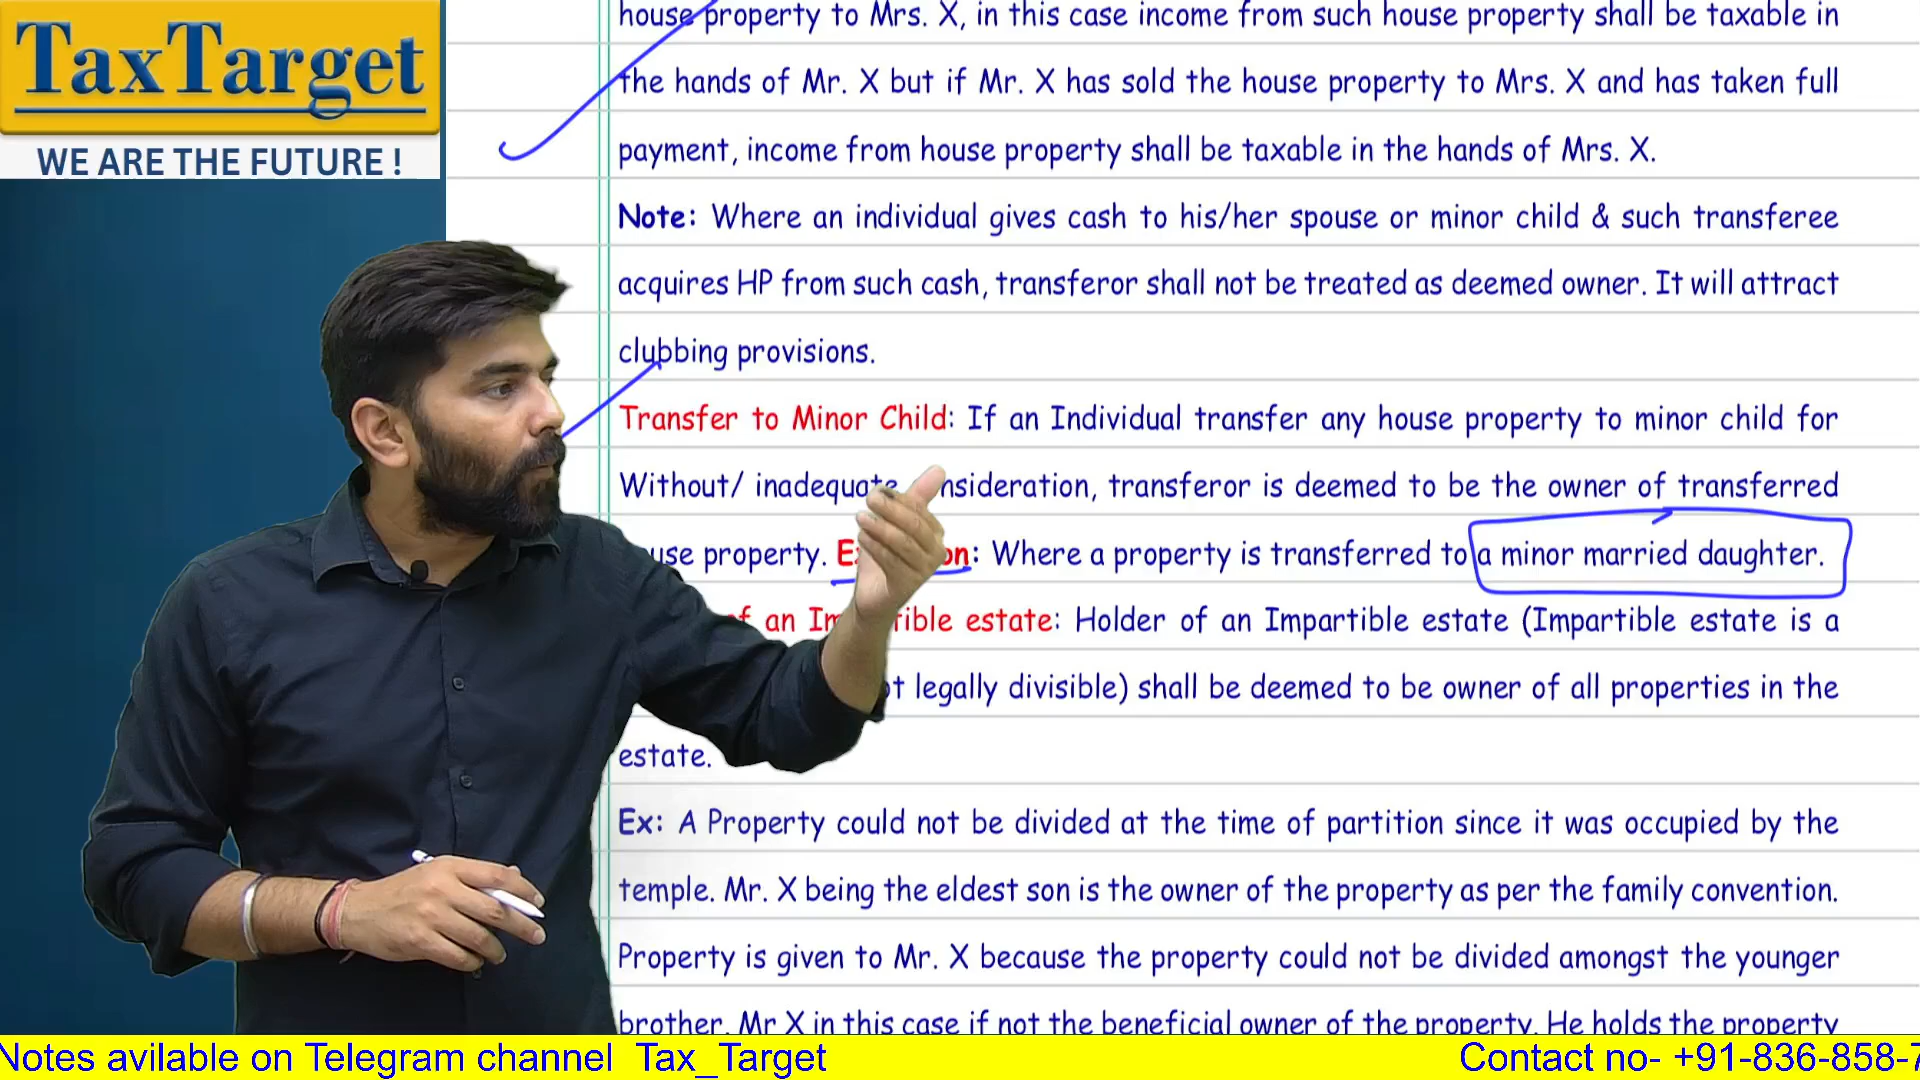 TaxTarget
WE ARE THE FUTURE !
house property to Mrs. X, in this case income from such house property shall be taxable in
the hands of Mr. X but if Mr. X has sold the house property to Mrs. X and has taken full
payment, income from house property shall be taxable in the hands of Mrs. X.
Note: Where an individual gives cash to his/her spouse or minor child & such transferee
acquires HP from such cash, transferor shall not be treated as deemed owner. It will attract
clubbing provisions.
Transfer to Minor Child: If an Individual transfer any house property to minor child for
Without/ inadequate consideration, transferor is deemed to be the owner of transferred
property. : Where a property is transferred to a minor married daughter.
of an Impartible estate: Holder of an Impartible estate (Impartible estate is a
legally divisible) shall be deemed to be owner of all properties in the
estate.
Ex: A Property could not be divided at the time of partition since it was occupied by the
temple. Mr. X being the eldest son is the owner of the property as per the family convention.
Property is given to Mr. X because the property could not be divided amongst the younger
brother. Mr X in this case if not the beneficial owner of the property. He holds the property
Notes avilable on Telegram channel Tax_Target
Contact no- +91-836-858-7